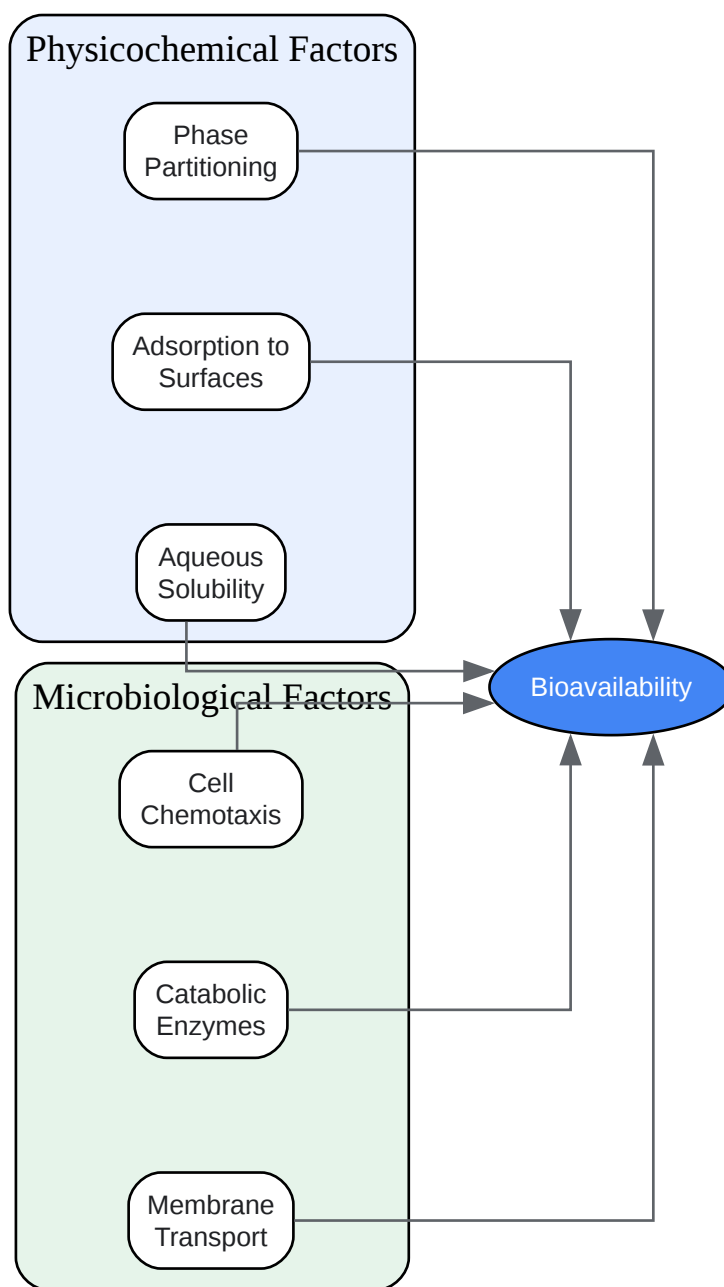 Physicochemical Factors
Phase
Partitioning
Adsorption to
Surfaces
Aqueous
Solubility
Bioavailability
Microbiological Factors
Cell
Chemotaxis
Catabolic
Enzymes
Membrane
Transport